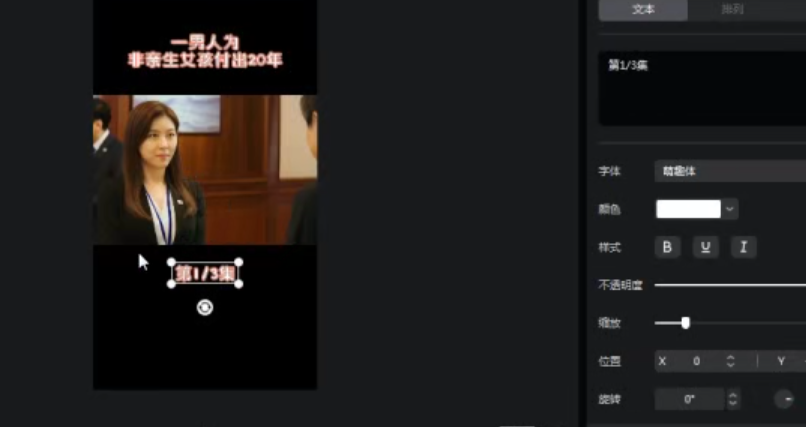 一男人为
非亲生女孩付出20年
第1/3集
文本
排列
第1/3集
字体
萌趣体
颜色
样式
B U I
不透明度
缩放
位置
X 0
Y
旋转
0°